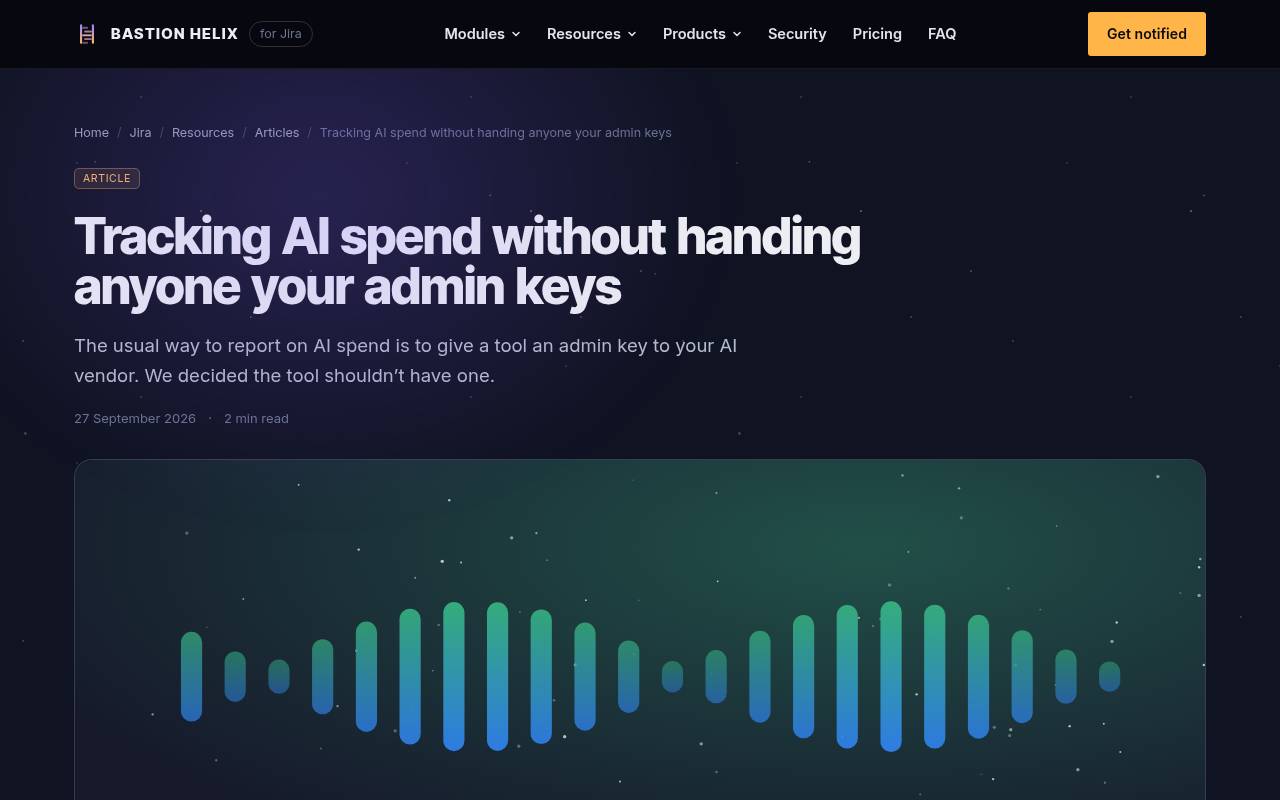 BASTION HELIX for Jira Modules Resources Products Security Pricing FAQ Get notified
Home / Jira / Resources / Articles / Tracking AI spend without handing anyone your admin keys
ARTICLE
Tracking AI spend without handing
anyone your admin keys
The usual way to report on AI spend is to give a tool an admin key to your AI
vendor. We decided the tool shouldn’t have one.
27 September 2026 · 2 min read